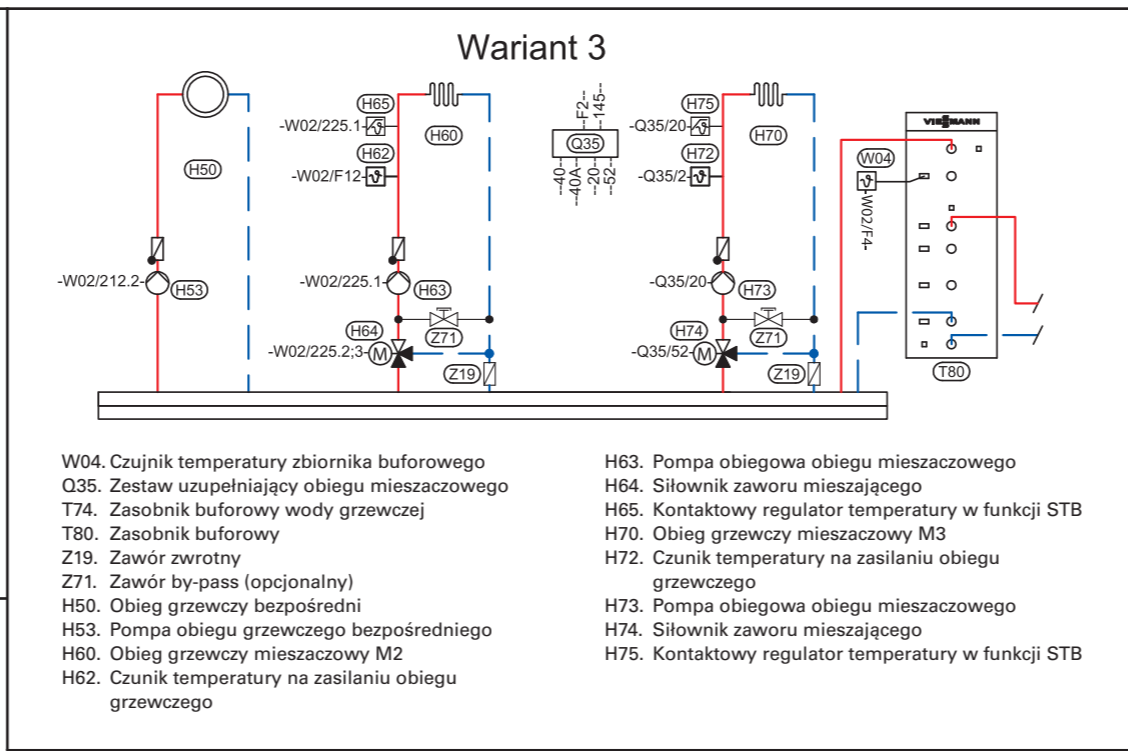 Wariant 3
H65
-W02/225.1-
H60
H62
-W02/F12-
H50
-W02/212.2-
H53
-W02/225.1-
H63
H64
Z71
-W02/225.2;3-
M
Z19
--F2--
--145--
Q35
--40--
--40A--
--20--
--52--
H75
-Q35/20-
H70
H72
-Q35/2-
-Q35/20-
H73
H74
Z71
-Q35/52-
M
Z19
VIESMANN
W04
-W02/F4-
T80
W04. Czujnik temperatury zbiornika buforowego
Q35. Zestaw uzupełniający obiegu mieszaczowego
T74. Zasobnik buforowy wody grzewczej
T80. Zasobnik buforowy
Z19. Zawór zwrotny
Z71. Zawór by-pass (opcjonalny)
H50. Obieg grzewczy bezpośredni
H53. Pompa obiegu grzewczego bezpośredniego
H60. Obieg grzewczy mieszaczowy M2
H62. Czunik temperatury na zasilaniu obiegu
grzewczego
H63. Pompa obiegowa obiegu mieszaczowego
H64. Siłownik zaworu mieszającego
H65. Kontaktowy regulator temperatury w funkcji STB
H70. Obieg grzewczy mieszaczowy M3
H72. Czunik temperatury na zasilaniu obiegu
grzewczego
H73. Pompa obiegowa obiegu mieszaczowego
H74. Siłownik zaworu mieszającego
H75. Kontaktowy regulator temperatury w funkcji STB